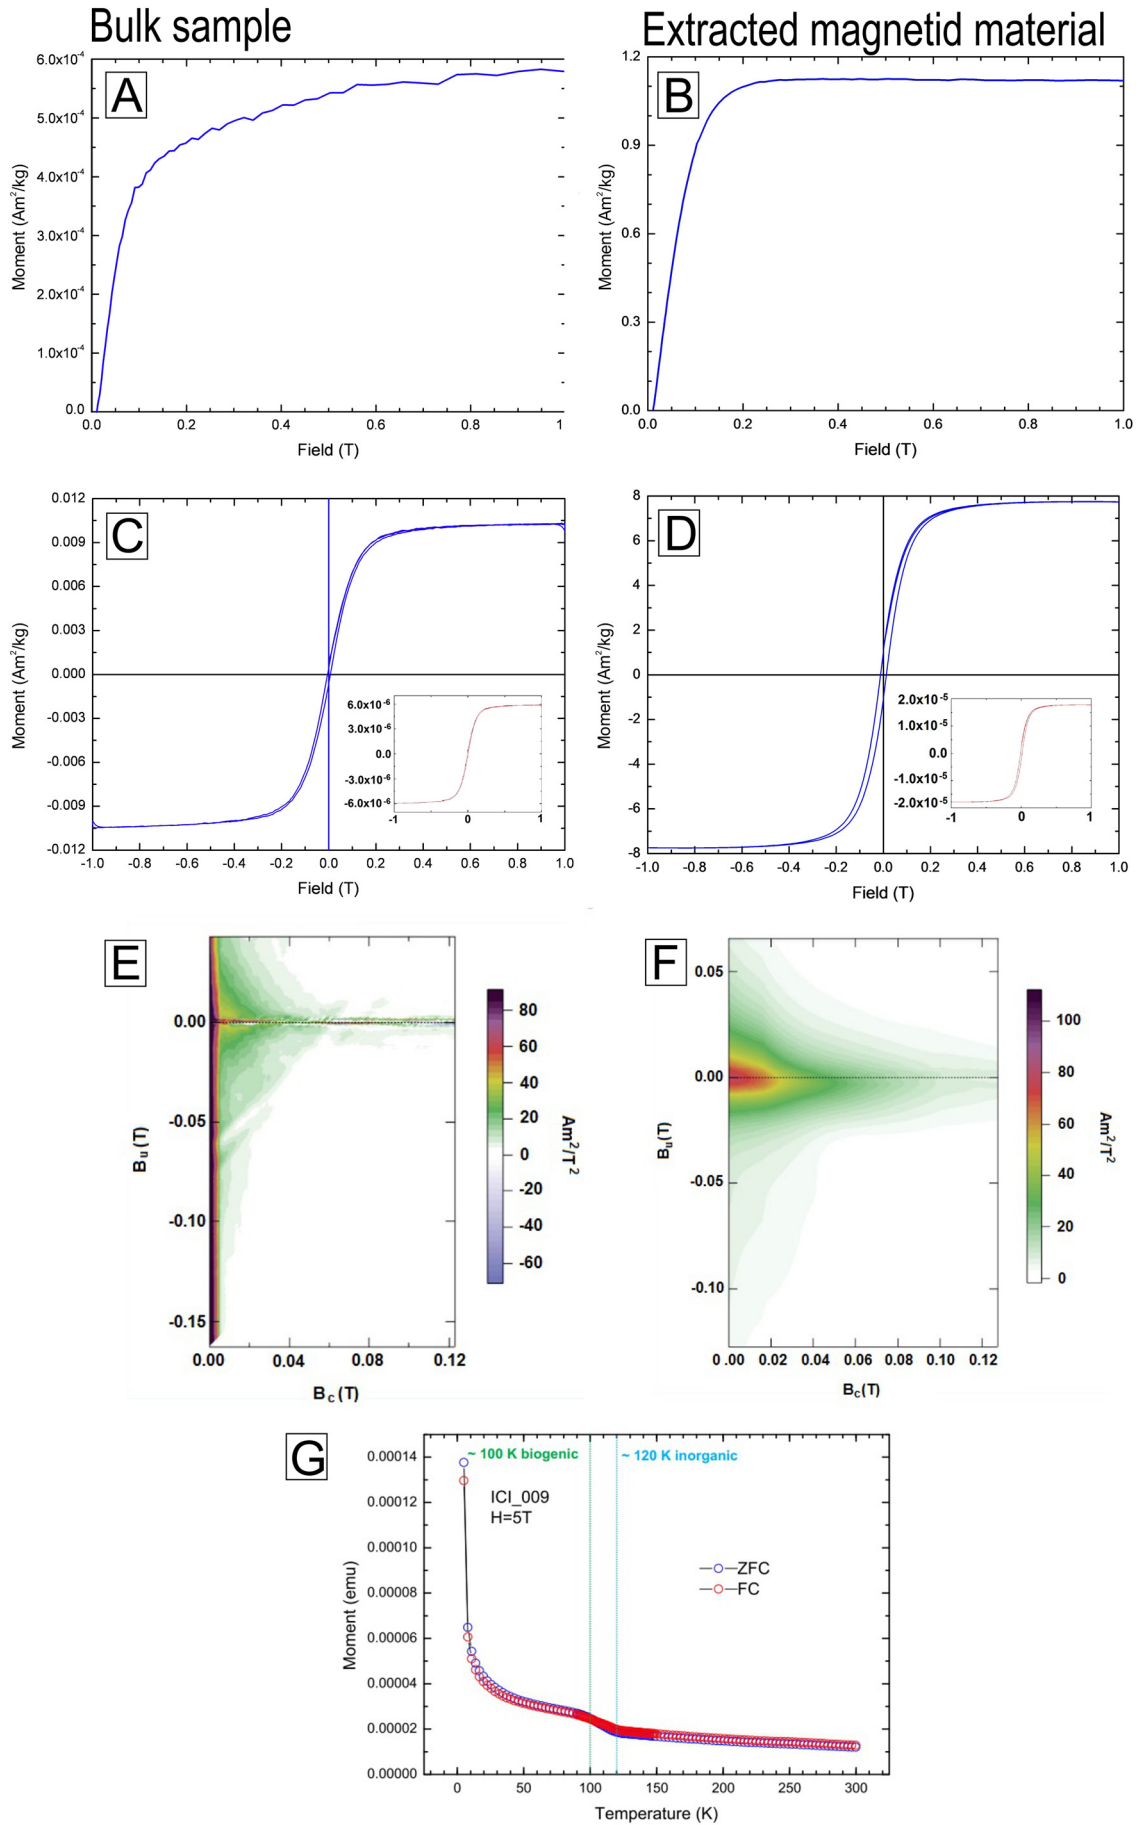 Bulk sample
Extracted magnetid material
A
6.0x10⁻⁴
5.0x10⁻⁴
4.0x10⁻⁴
3.0x10⁻⁴
2.0x10⁻⁴
1.0x10⁻⁴
0.0
Moment (Am²/kg)
0.0 0.2 0.4 0.6 0.8 1
Field (T)
B
1.2
0.9
0.6
0.3
0.0
Moment (Am²/kg)
0.0 0.2 0.4 0.6 0.8 1.0
Field (T)
C
0.012
0.009
0.006
0.003
0.000
-0.003
-0.006
-0.009
-0.012
Moment (Am²/kg)
6.0x10⁻⁶
3.0x10⁻⁶
0.0
-3.0x10⁻⁶
-6.0x10⁻⁶
-1 0 1
-1.0 -0.8 -0.6 -0.4 -0.2 0.0 0.2 0.4 0.6 0.8 1.0
Field (T)
D
8
6
4
2
0
-2
-4
-6
-8
Moment (Am²/kg)
2.0x10⁻⁵
1.0x10⁻⁵
0.0
-1.0x10⁻⁵
-2.0x10⁻⁵
-1 0 1
-1.0 -0.8 -0.6 -0.4 -0.2 0.0 0.2 0.4 0.6 0.8 1.0
Field (T)
E
0.00
-0.05
-0.10
-0.15
Bᵤ(T)
0.00 0.04 0.08 0.12
B c (T)
80
60
40
20
0
-20
-40
-60
Am²/T²
F
0.05
0.00
-0.05
-0.10
0.00 0.02 0.04 0.06 0.08 0.10 0.12
Bc(T)
100
80
60
40
20
0
Am²/T²
G
0.00014
0.00012
0.00010
0.00008
0.00006
0.00004
0.00002
0.00000
Moment (emu)
~ 100 K biogenic
~ 120 K inorganic
ICI_009
H=5T
ZFC
FC
0 50 100 150 200 250 300
Temperature (K)